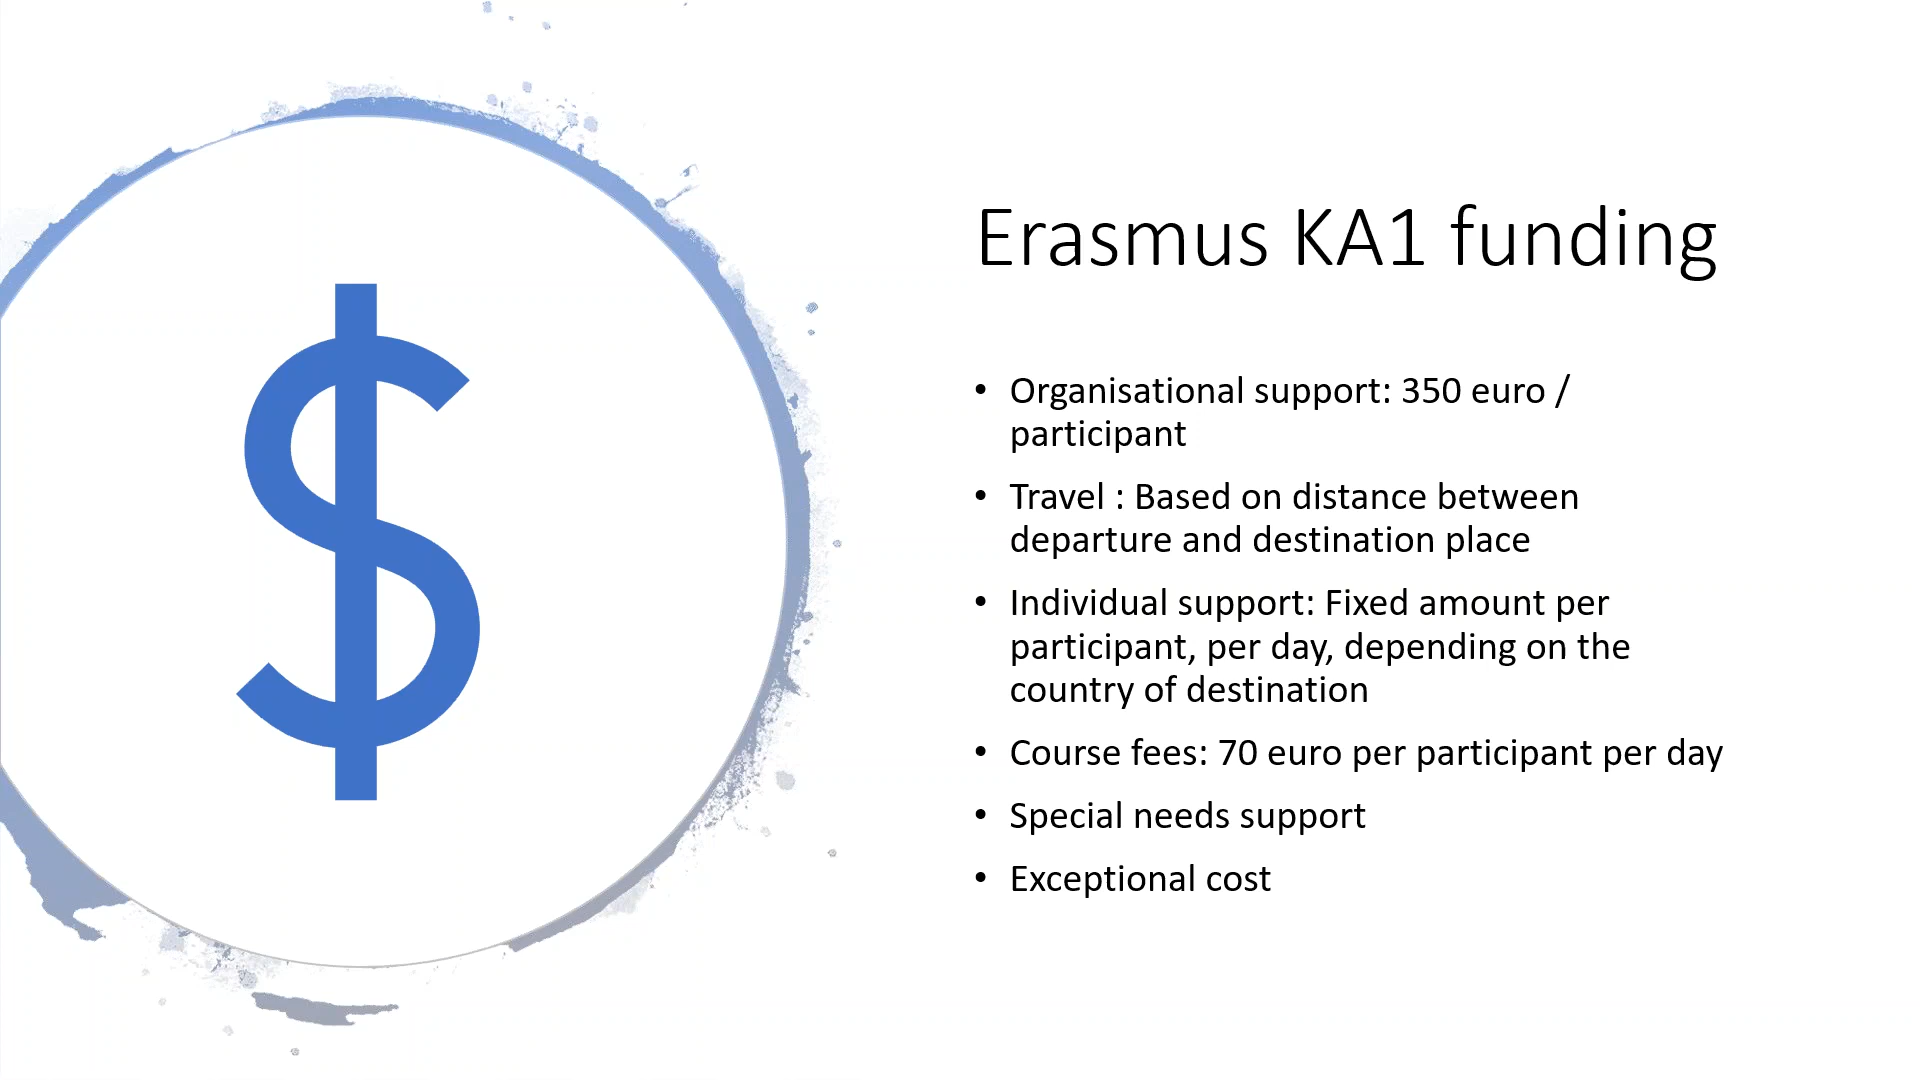 Erasmus KA1 funding
• Organisational support: 350 euro /
participant
• Travel : Based on distance between
departure and destination place
• Individual support: Fixed amount per
participant, per day, depending on the
country of destination
• Course fees: 70 euro per participant per day
• Special needs support
• Exceptional cost